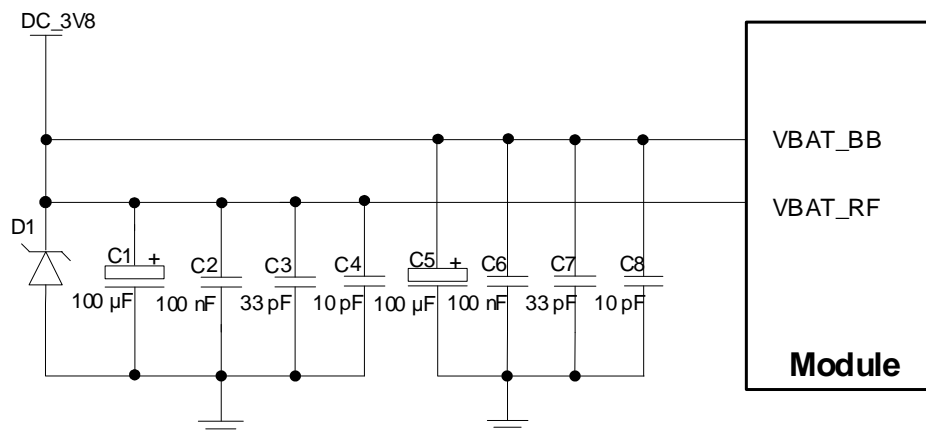 DC_3V8
VBAT_BB
VBAT_RF
D1
C1 + C2 C3 C4 C5 + C6 C7 C8
100 µF 100 nF 33 pF 10 pF 100 µF 100 nF 33 pF 10 pF
Module